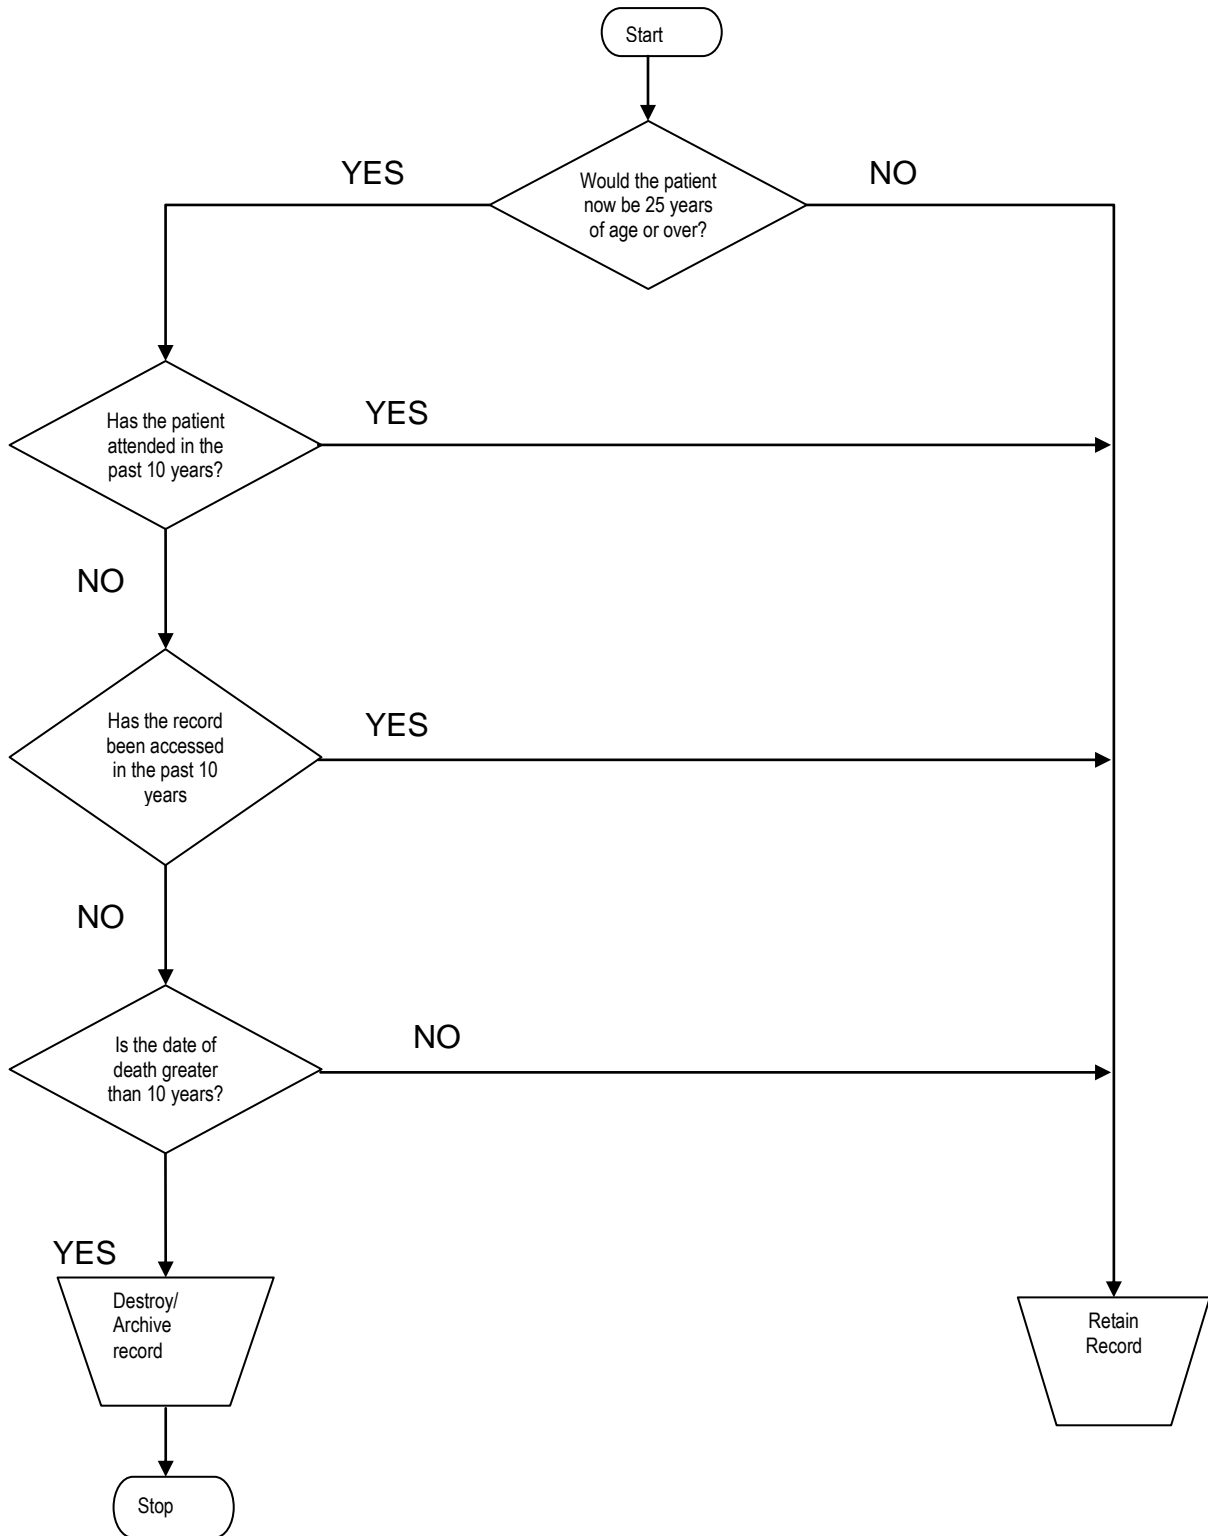 Start
YES
NO
Would the patient
now be 25 years
of age or over?
Has the patient
attended in the
past 10 years?
YES
NO
Has the record
been accessed
in the past 10
years
YES
NO
Is the date of
death greater
than 10 years?
NO
YES
Destroy/
Archive
record
Retain
Record
Stop